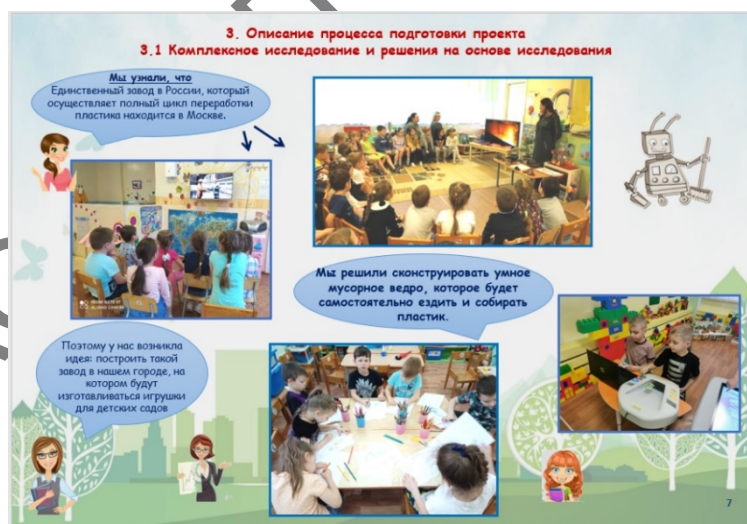 3. Описание процесса подготовки проекта
3.1 Комплексное исследование и решения на основе исследования
Мы узнали, что
Единственный завод в России, который
осуществляет полный цикл переработки
пластика находится в Москве.
Мы решили сконструировать умное
мусорное ведро, которое будет
самостоятельно ездить и собирать
пластик.
Поэтому у нас возникла
идея: построить такой
завод в нашем городе, на
котором будут
изготавливаться игрушки
для детских садов
7